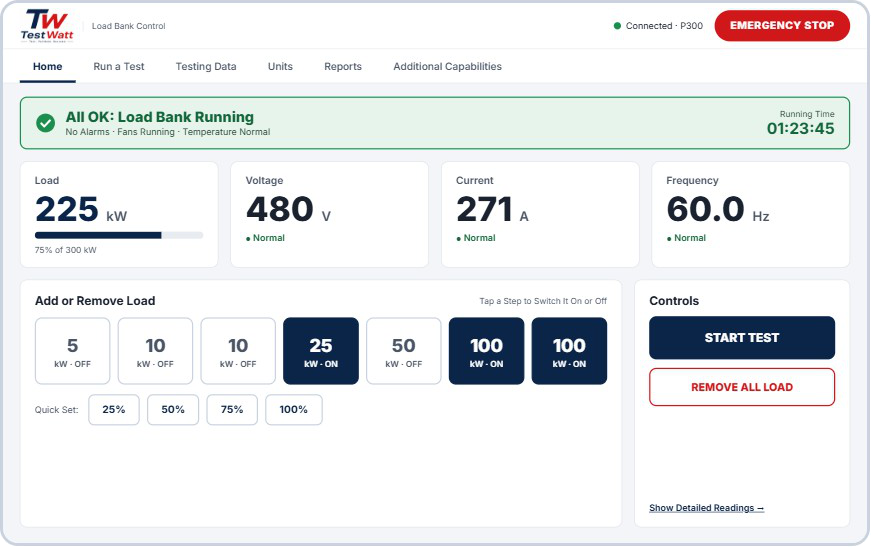 TW
TestWatt
Load Bank Control
Connected · P300
EMERGENCY STOP
Home
Run a Test
Testing Data
Units
Reports
Additional Capabilities
All OK: Load Bank Running
No Alarms · Fans Running · Temperature Normal
Running Time
01:23:45
Load
225 kW
75% of 300 kW
Voltage
480 V
● Normal
Current
271 A
● Normal
Frequency
60.0 Hz
● Normal
Add or Remove Load
Tap a Step to Switch It On or Off
5
kW · OFF
10
kW · OFF
10
kW · OFF
25
kW · ON
50
kW · OFF
100
kW · ON
100
kW · ON
Quick Set:
25%
50%
75%
100%
Controls
START TEST
REMOVE ALL LOAD
Show Detailed Readings →